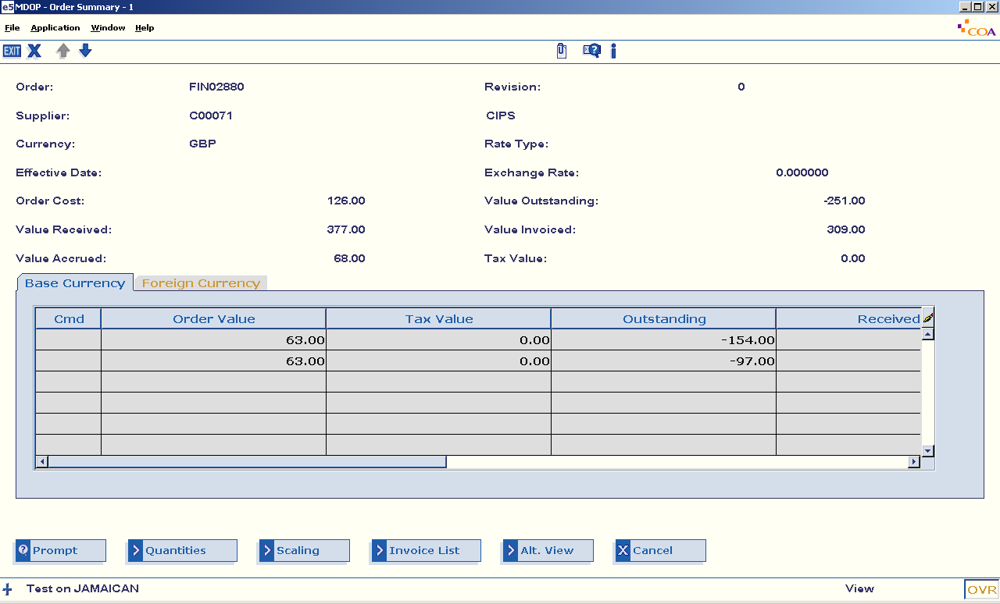 e5 MDOP - Order Summary - 1
File Application Window Help
COA
EXIT
Order: FIN02880 Revision: 0
Supplier: C00071 CIPS
Currency: GBP Rate Type:
Effective Date: Exchange Rate: 0.000000
Order Cost: 126.00 Value Outstanding: -251.00
Value Received: 377.00 Value Invoiced: 309.00
Value Accrued: 68.00 Tax Value: 0.00
Base Currency Foreign Currency
Cmd Order Value Tax Value Outstanding Received
63.00 0.00 -154.00
63.00 0.00 -97.00
Prompt Quantities Scaling Invoice List Alt. View Cancel
Test on JAMAICAN View OVR